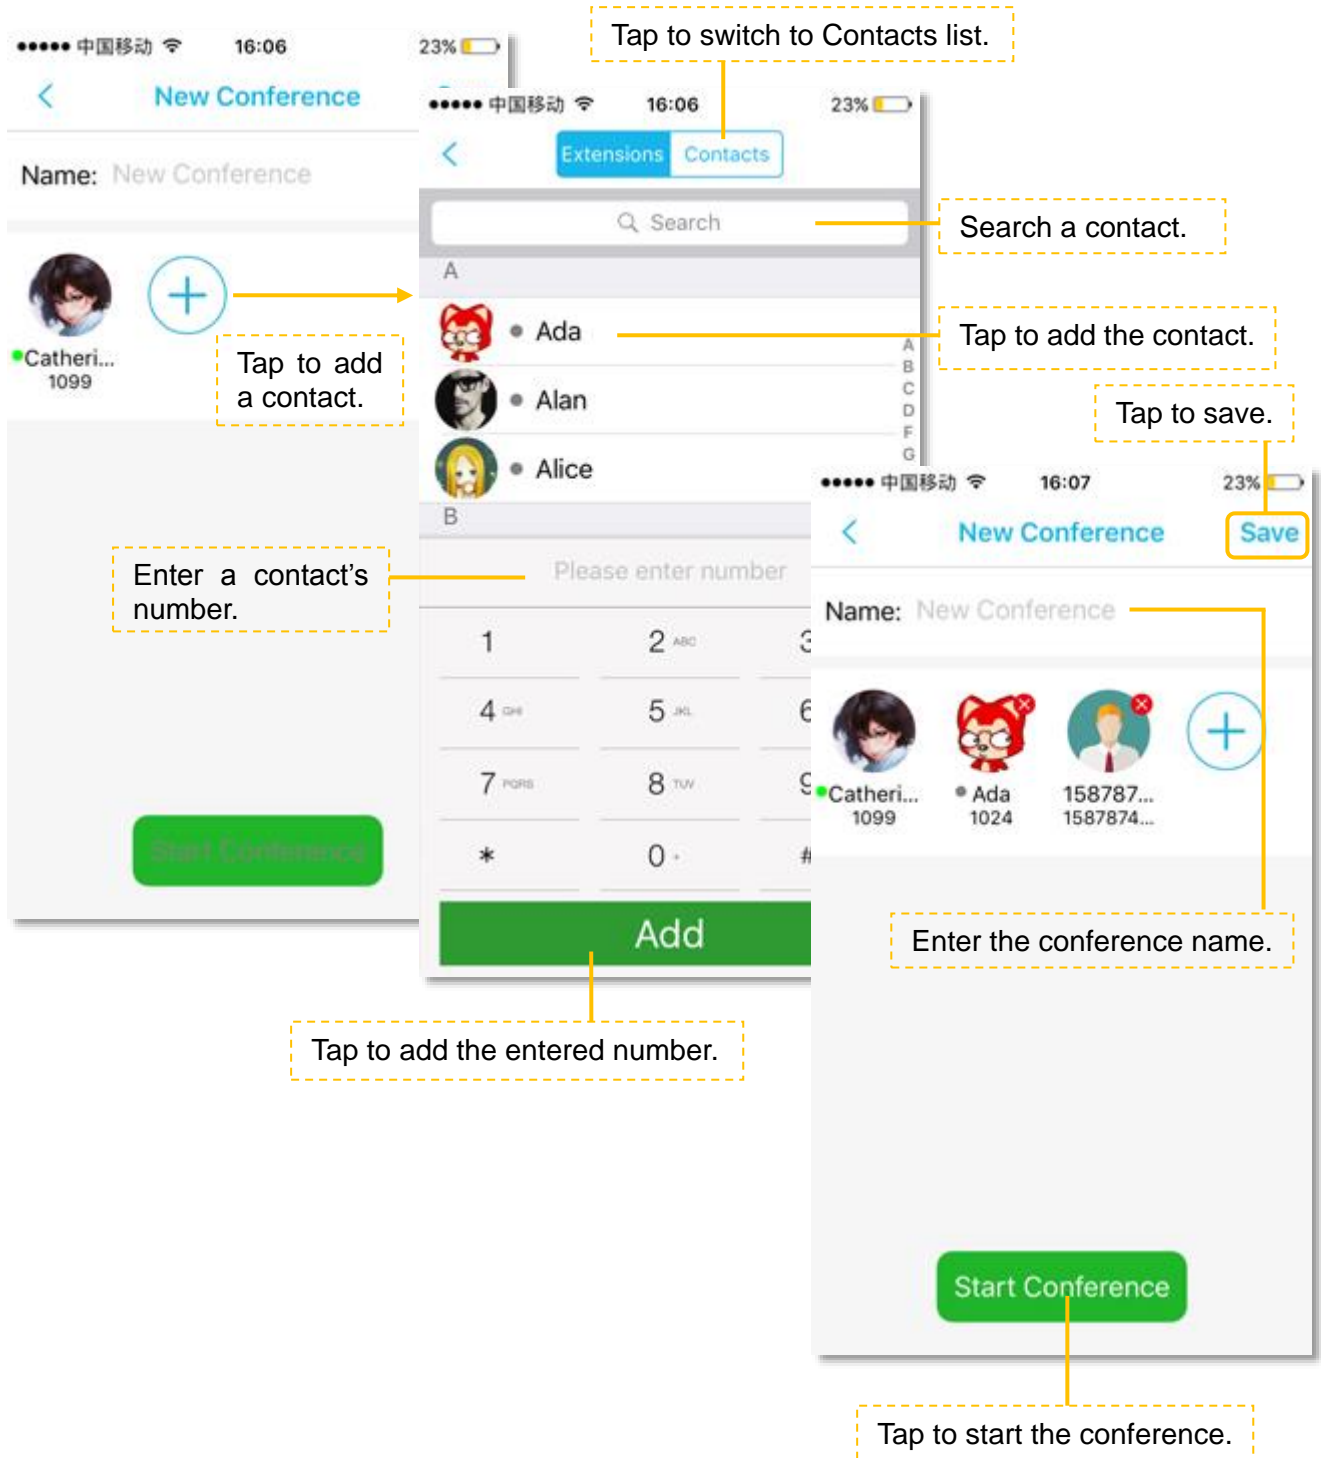 Tap to switch to Contacts list.
中国移动 16:06 23%
New Conference
Name: New Conference
Catheri...
1099
Tap to add
a contact.
Start Conference
中国移动 16:06 23%
Extensions Contacts
Search
Search a contact.
A
Ada
Tap to add the contact.
Alan
Alice
A
B
C
D
F
G
B
Please enter number
Enter a contact’s
number.
1 2 ABC 3
4 GHI 5 JKL 6
7 PQRS 8 TUV 9
* 0 + #
Add
Tap to add the entered number.
Tap to save.
中国移动 16:07 23%
New Conference Save
Name: New Conference
Catheri... Ada 158787...
1099 1024 1587874...
Enter the conference name.
Start Conference
Tap to start the conference.